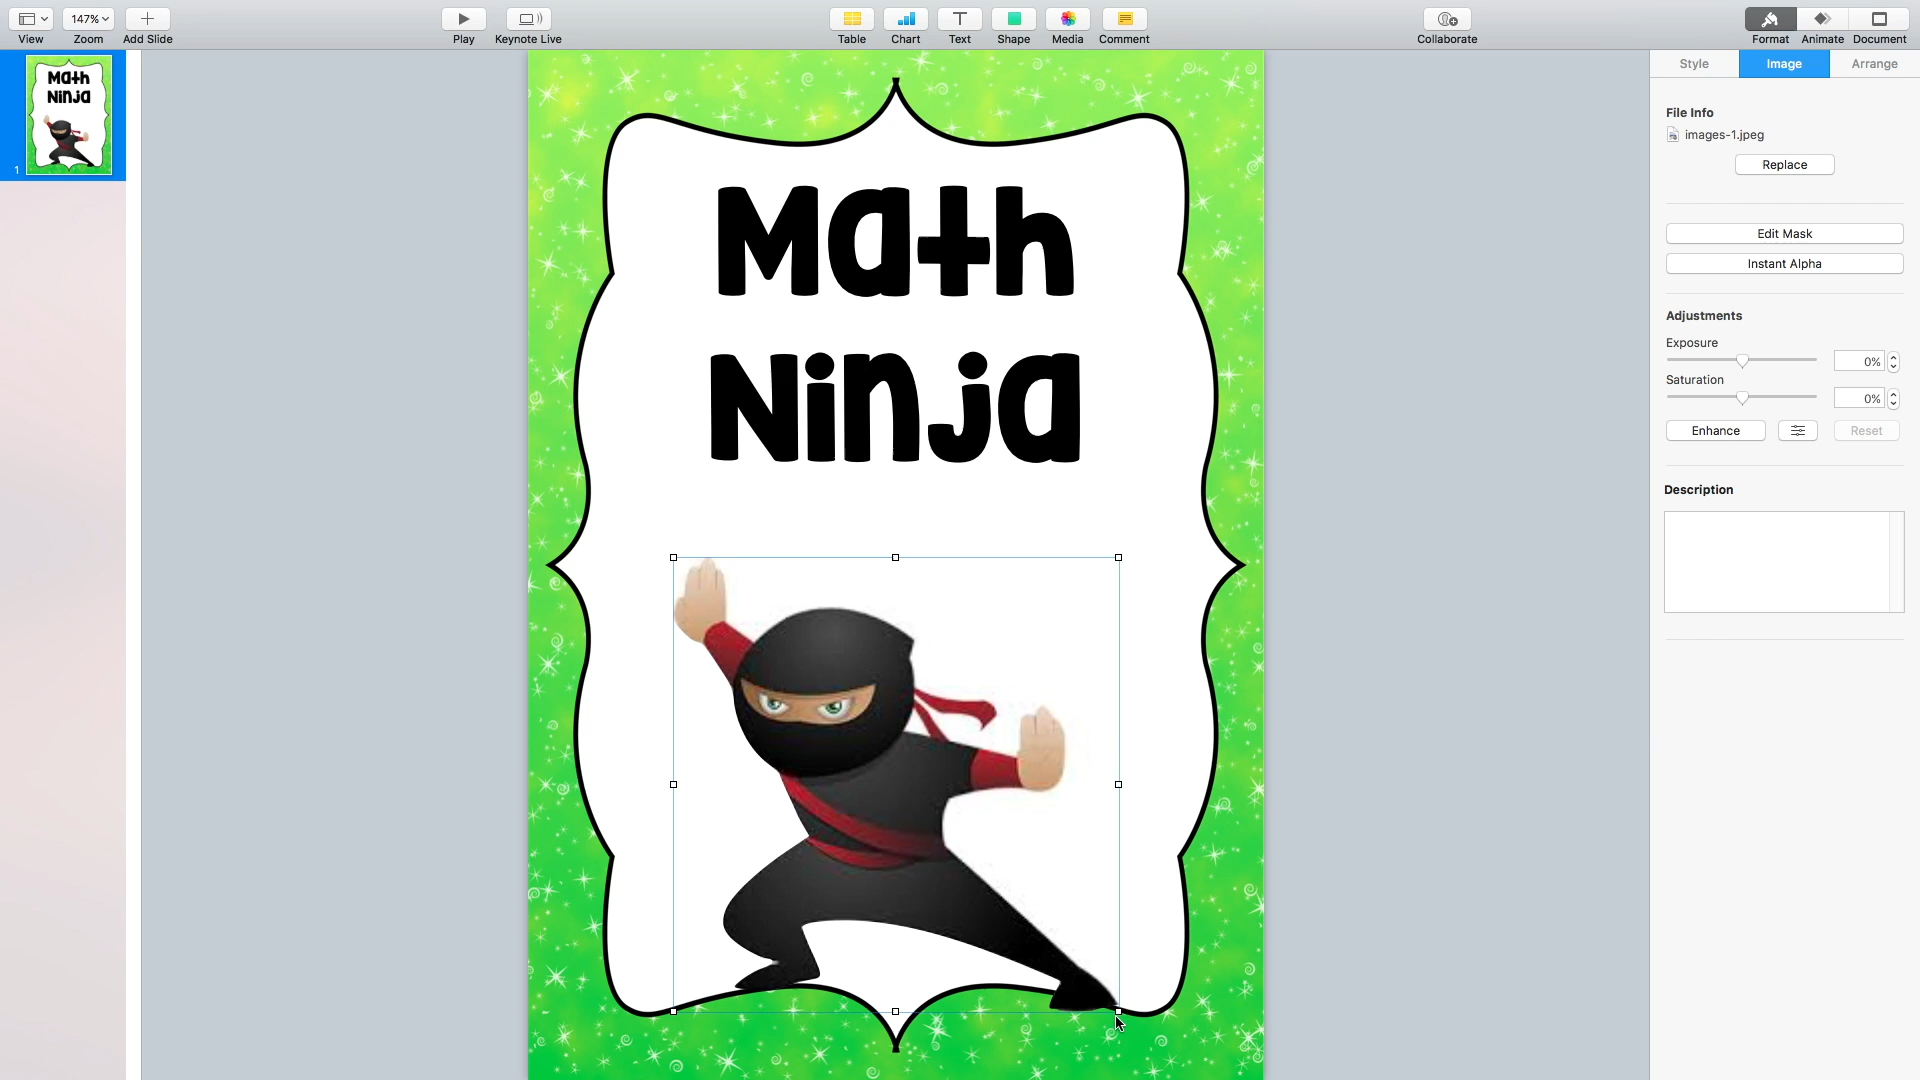 147%
View
Zoom
Add Slide
Play
Keynote Live
Table
Chart
Text
Shape
Media
Comment
Collaborate
Format
Animate
Document
Math
Ninja
1
Math
Ninja
Style
Image
Arrange
File Info
images-1.jpeg
Replace
Edit Mask
Instant Alpha
Adjustments
Exposure
0%
Saturation
0%
Enhance
Reset
Description